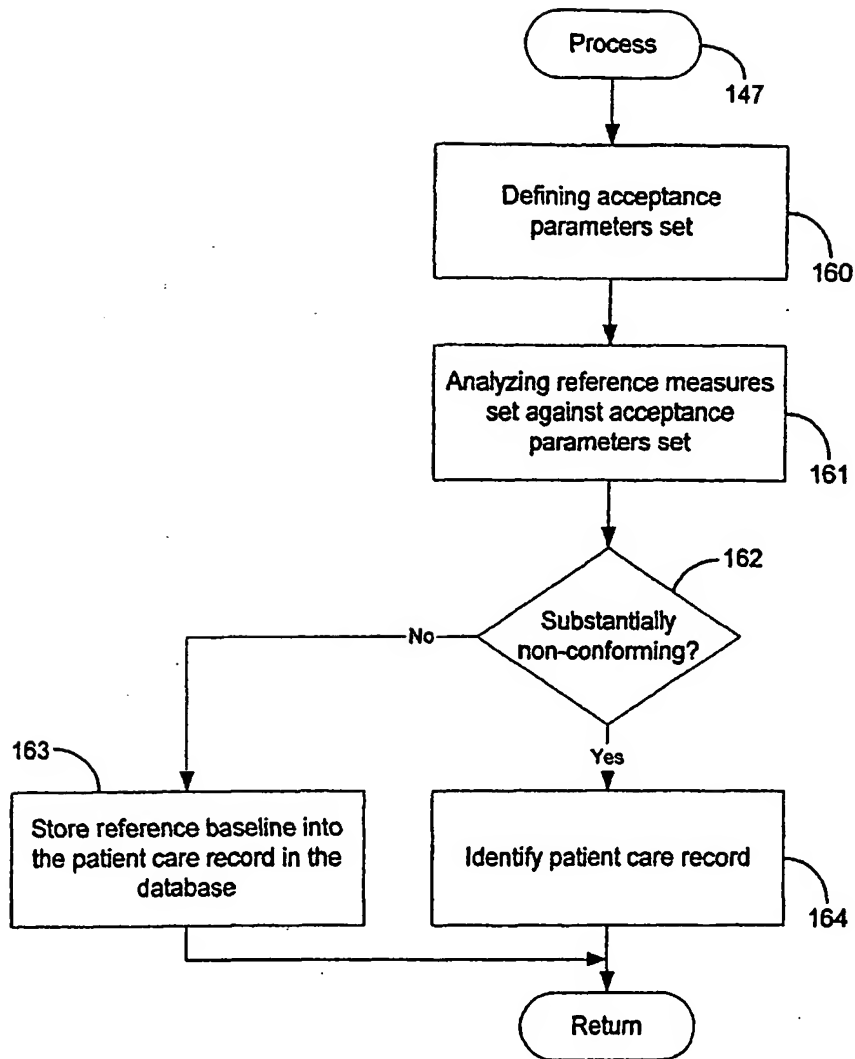 Process
147
Defining acceptance
parameters set
160
Analyzing reference measures
set against acceptance
parameters set
161
162
Substantially
non-conforming?
No
Yes
163
Store reference baseline into
the patient care record in the
database
Identify patient care record
164
Return